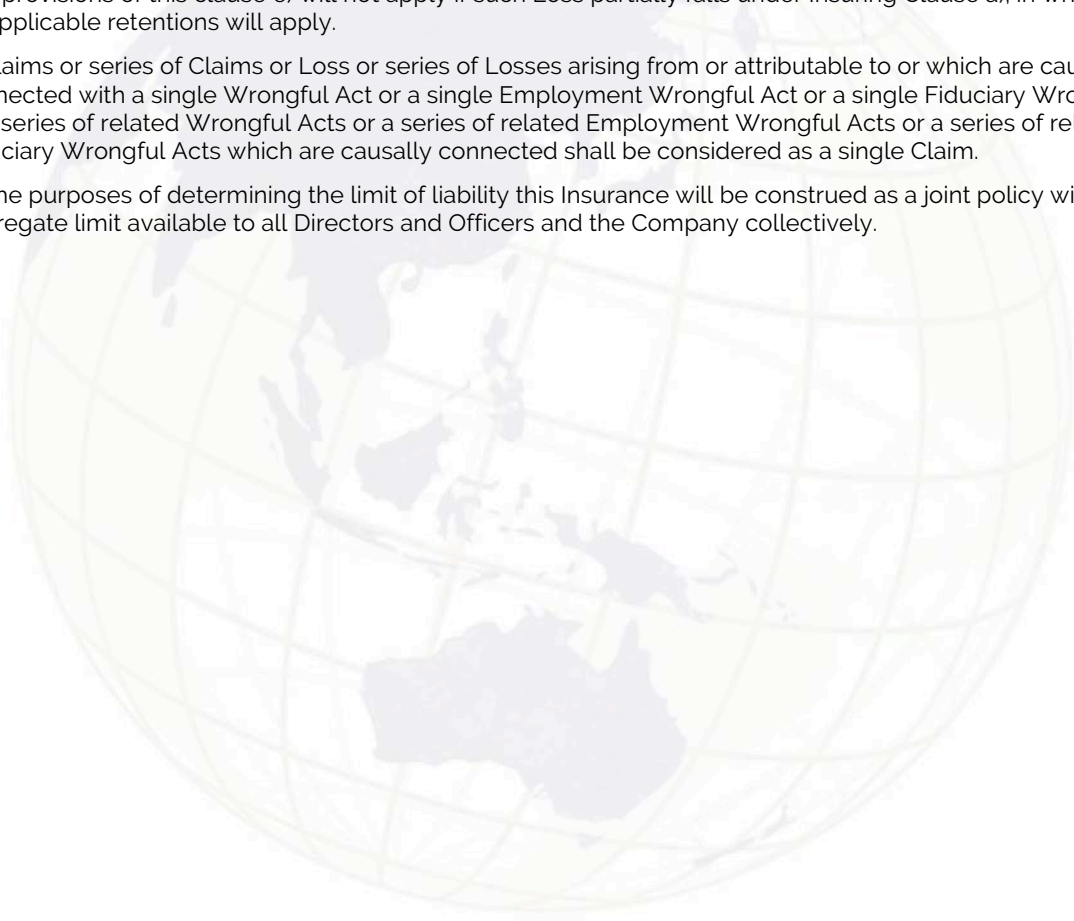 provisions of this clause e) will not apply if such Loss partially falls under Insuring Clause a), in
pplicable retentions will apply.
aims or series of Claims or Loss or series of Losses arising from or attributable to or which are cau
nected with a single Wrongful Act or a single Employment Wrongful Act or a single Fiduciary Wro
series of related Wrongful Acts or a series of related Employment Wrongful Acts or a series of rel
ciary Wrongful Acts which are causally connected shall be considered as a single Claim.
ne purposes of determining the limit of liability this Insurance will be construed as a joint policy wi
regate limit available to all Directors and Officers and the Company collectively.